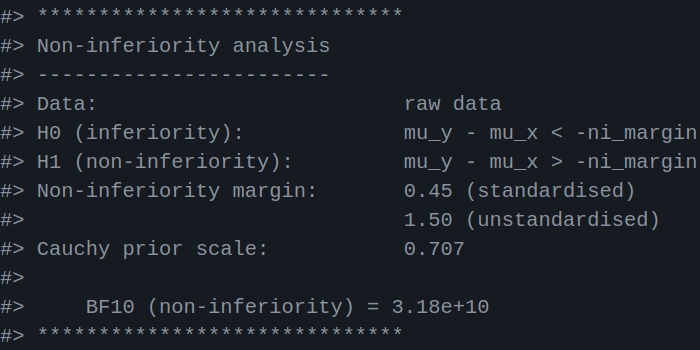 #> ******************************
#> Non-inferiority analysis
#> ------------------------
#> Data:                         raw data
#> H0 (inferiority):             mu_y - mu_x < -ni_margin
#> H1 (non-inferiority):         mu_y - mu_x > -ni_margin
#> Non-inferiority margin:       0.45 (standardised)
#>                               1.50 (unstandardised)
#> Cauchy prior scale:           0.707
#>
#>     BF10 (non-inferiority) = 3.18e+10
#> ******************************